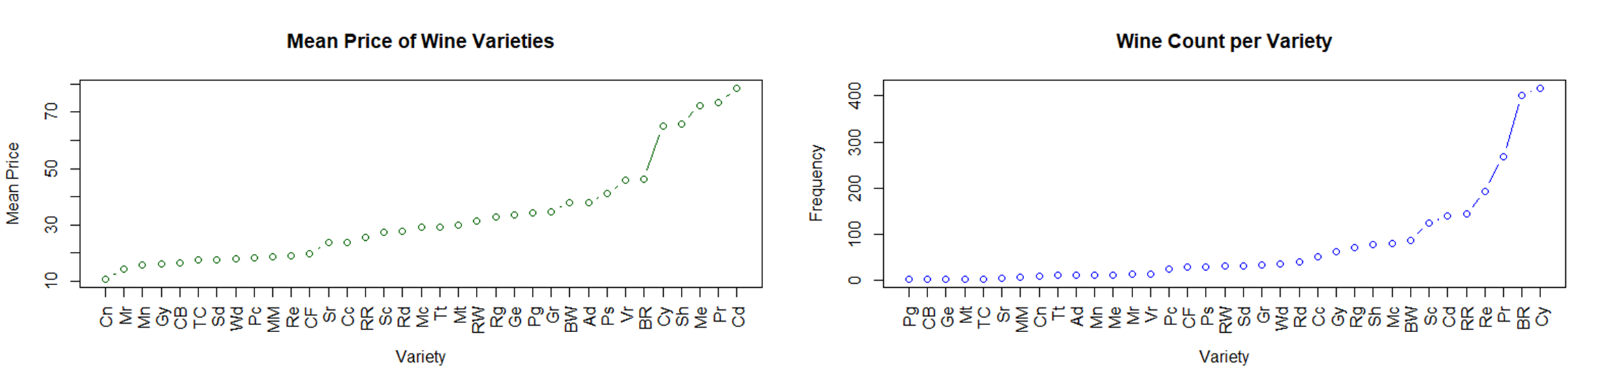 Mean Price of Wine Varieties
Mean Price
70
50
30
10
Cn Mr Mn Gy CB TC Sd Wd Pc MM Re CF Sr Cc RR Sc Rd Mc Tt Mt RW Rg Ge Pg Gr BW Ad Ps Vr BR Cy Sh Me Pr Cd
Variety
Wine Count per Variety
Frequency
400
300
200
100
0
Pg CB Ge Mt TC Sr MM Cn Tt Ad Mn Me Mr Vr Pc CF Ps RW Sd Gr Wd Rd Cc Gy Rg Sh Mc BW Sc Cd RR Re Pr BR Cy
Variety